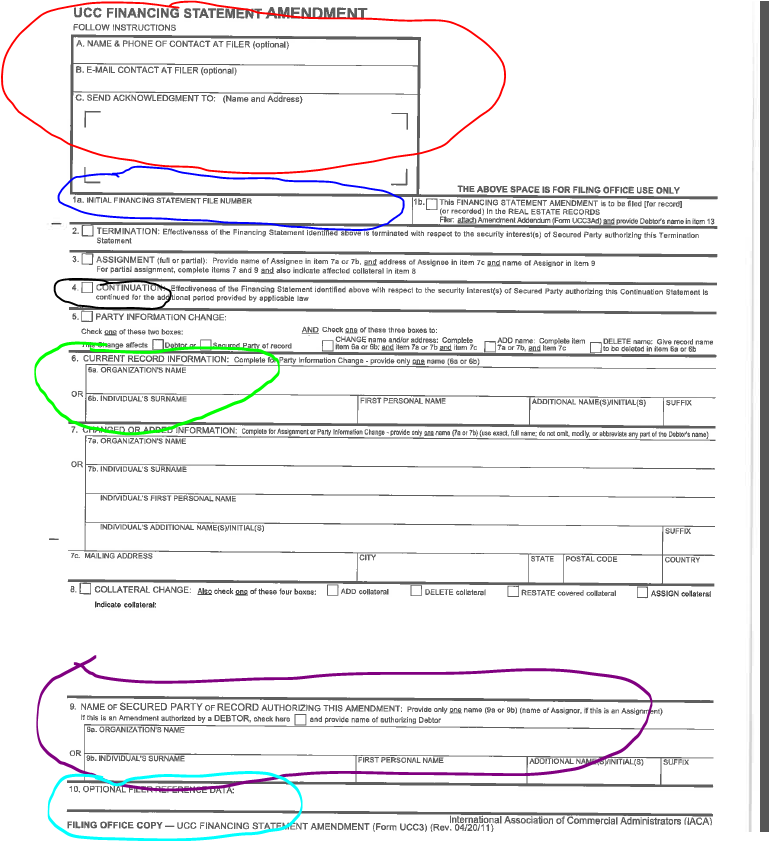 UCC FINANCING STATEMENT AMENDMENT
FOLLOW INSTRUCTIONS
A. NAME & PHONE OF CONTACT AT FILER (optional)
B. E-MAIL CONTACT AT FILER (optional)
C. SEND ACKNOWLEDGMENT TO: (Name and Address)
THE ABOVE SPACE IS FOR FILING OFFICE USE ONLY
1a. INITIAL FINANCING STATEMENT FILE NUMBER
1b. This FINANCING STATEMENT AMENDMENT is to be filed [for record]
(or recorded) in the REAL ESTATE RECORDS
Filer: attach Amendment Addendum (Form UCC3Ad) and provide Debtor's name in item 13
2. TERMINATION: Effectiveness of the Financing Statement identified above is terminated with respect to the security interest(s) of Secured Party authorizing this Termination
Statement
3. ASSIGNMENT (full or partial): Provide name of Assignee in item 7a or 7b, and address of Assignee in item 7c and name of Assignor in item 9
For partial assignment, complete items 7 and 9 and also indicate affected collateral in item 8
4. CONTINUATION: Effectiveness of the Financing Statement identified above with respect to the security interest(s) of Secured Party authorizing this Continuation Statement is
continued for the additional period provided by applicable law
5. PARTY INFORMATION CHANGE:
Check one of these two boxes: AND Check one of these three boxes to:
This Change affects Debtor or Secured Party of record
CHANGE name and/or address: Complete
item 6a or 6b; and item 7a or 7b and item 7c
ADD name: Complete item
7a or 7b, and item 7c
DELETE name: Give record name
to be deleted in item 6a or 6b
6. CURRENT RECORD INFORMATION: Complete for Party Information Change - provide only one name (6a or 6b)
6a. ORGANIZATION'S NAME
OR
6b. INDIVIDUAL'S SURNAME FIRST PERSONAL NAME ADDITIONAL NAME(S)/INITIAL(S) SUFFIX
7. CHANGED OR ADDED INFORMATION: Complete for Assignment or Party Information Change - provide only one name (7a or 7b) (use exact, full name; do not omit, modify, or abbreviate any part of the Debtor's name)
7a. ORGANIZATION'S NAME
OR
7b. INDIVIDUAL'S SURNAME
INDIVIDUAL'S FIRST PERSONAL NAME
INDIVIDUAL'S ADDITIONAL NAME(S)/INITIAL(S) SUFFIX
7c. MAILING ADDRESS CITY STATE POSTAL CODE COUNTRY
8. COLLATERAL CHANGE: Also check one of these four boxes: ADD collateral DELETE collateral RESTATE covered collateral ASSIGN collateral
Indicate collateral:
9. NAME OF SECURED PARTY OF RECORD AUTHORIZING THIS AMENDMENT: Provide only one name (9a or 9b) (name of Assignor, if this is an Assignment)
If this is an Amendment authorized by a DEBTOR, check here and provide name of authorizing Debtor
9a. ORGANIZATION'S NAME
OR
9b. INDIVIDUAL'S SURNAME FIRST PERSONAL NAME ADDITIONAL NAME(S)/INITIAL(S) SUFFIX
10. OPTIONAL FILER REFERENCE DATA:
International Association of Commercial Administrators (IACA)
FILING OFFICE COPY — UCC FINANCING STATEMENT AMENDMENT (Form UCC3) (Rev. 04/20/11)